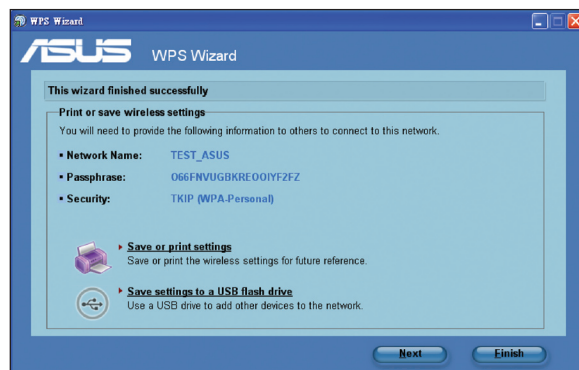 WPS Wizard
ASUS WPS Wizard
This wizard finished successfully
Print or save wireless settings
You will need to provide the following information to others to connect to this network.
▪ Network Name: TEST_ASUS
▪ Passphrase: O66FNVUGBKREOOIYF2FZ
▪ Security: TKIP (WPA-Personal)
Save or print settings
Save or print the wireless settings for future reference.
Save settings to a USB flash drive
Use a USB drive to add other devices to the network.
Next Finish